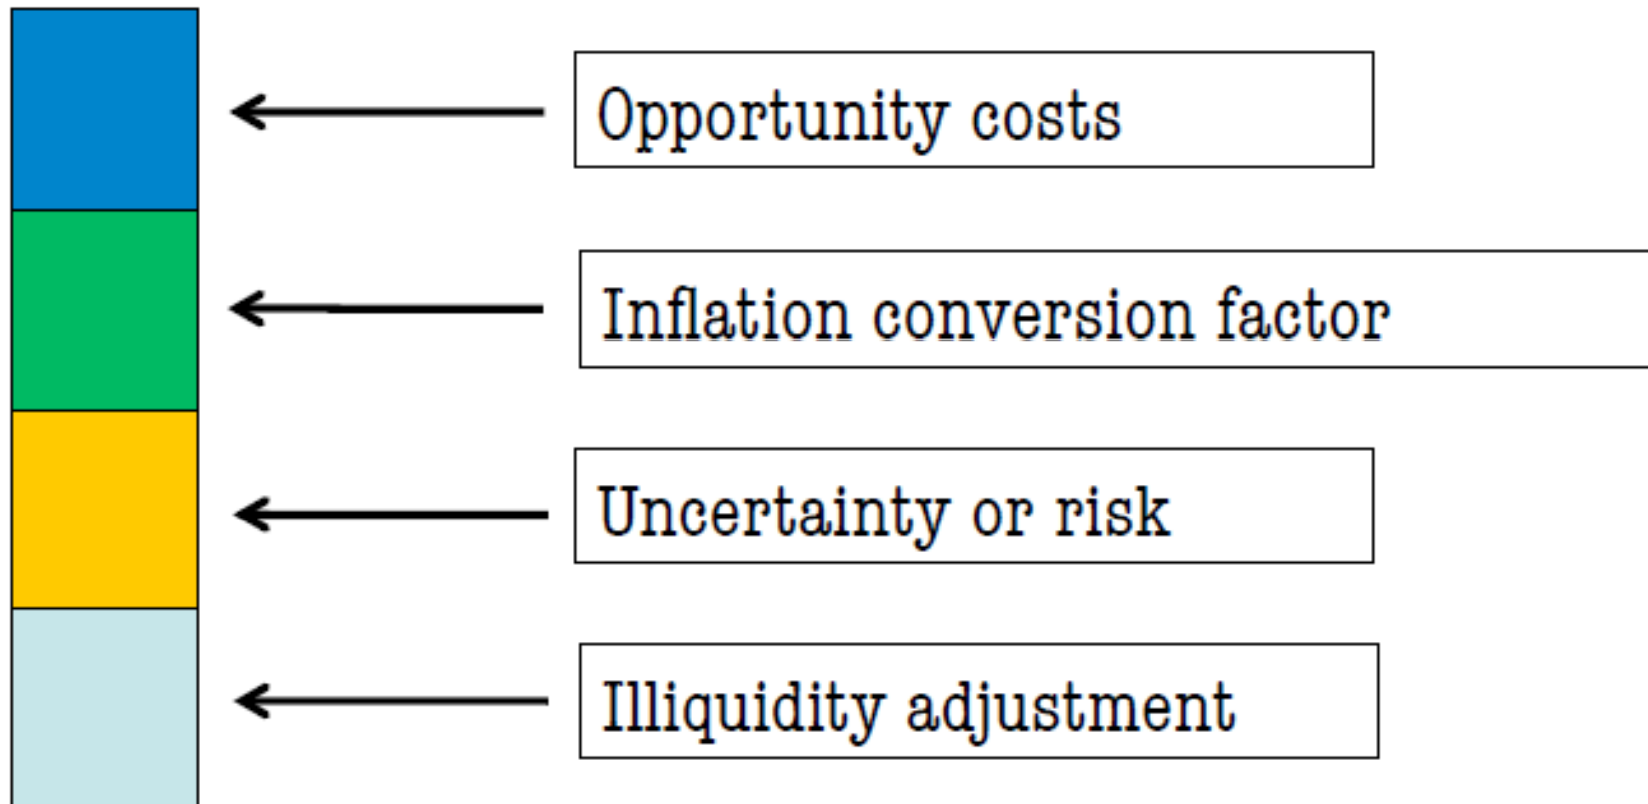 Opportunity costs
Inflation conversion factor
Uncertainty or risk
Illiquidity adjustment